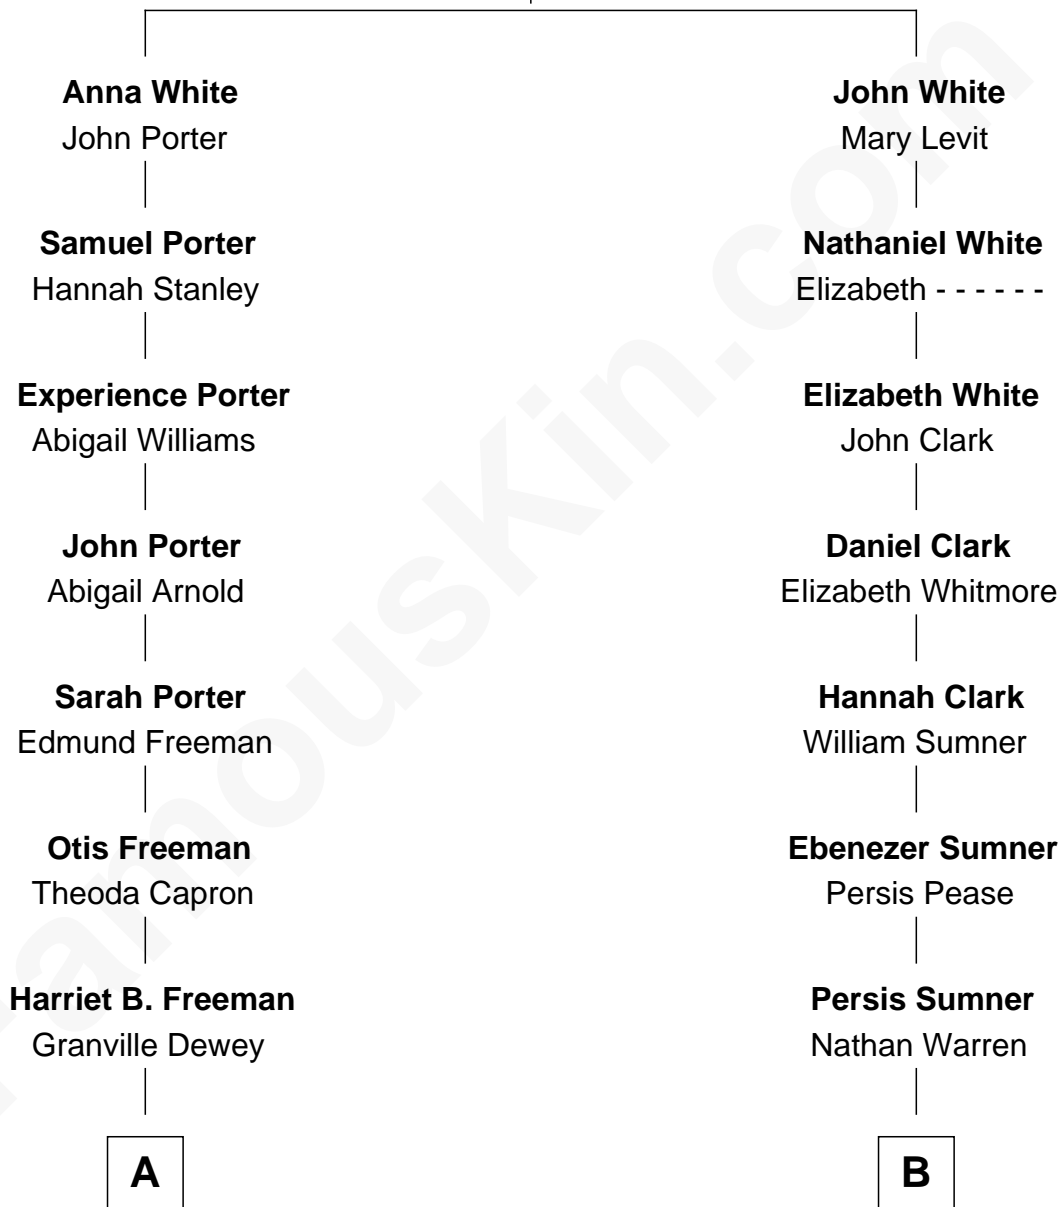 Anna White
John Porter
John White
Mary Levit
Samuel Porter
Hannah Stanley
Nathaniel White
Elizabeth - - - - - -
Experience Porter
Abigail Williams
Elizabeth White
John Clark
John Porter
Abigail Arnold
Daniel Clark
Elizabeth Whitmore
Sarah Porter
Edmund Freeman
Hannah Clark
William Sumner
Otis Freeman
Theoda Capron
Ebenezer Sumner
Persis Pease
Harriet B. Freeman
Granville Dewey
Persis Sumner
Nathan Warren
A
B
FamousKin.com